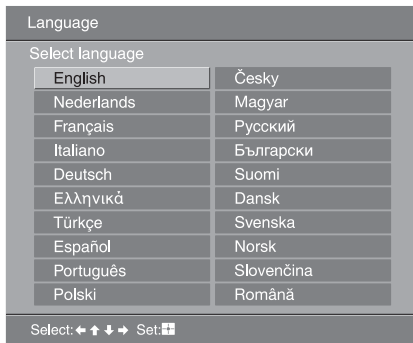 Language
Select language
English
Nederlands
Français
Italiano
Deutsch
Ελληνικά
Türkçe
Español
Português
Polski
Česky
Magyar
Русский
Български
Suomi
Dansk
Svenska
Norsk
Slovenčina
Română
Select: Set: